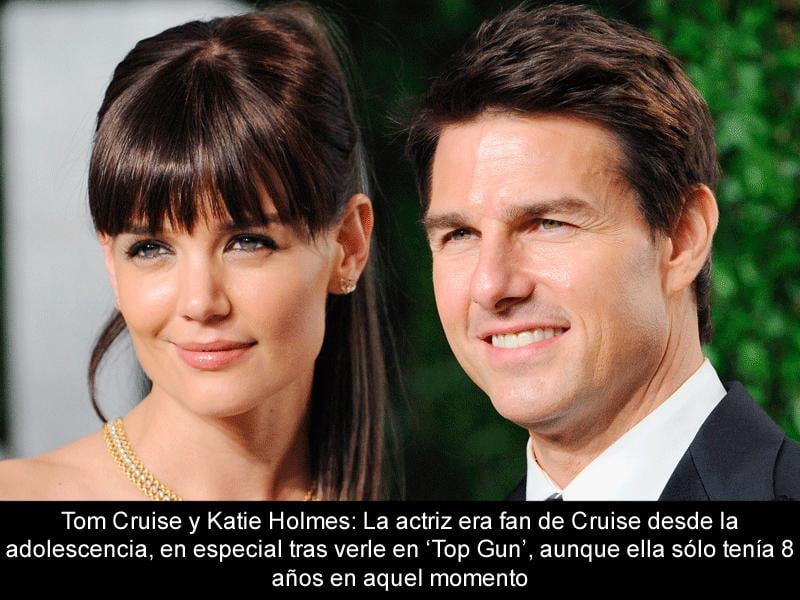 Tom Cruise y Katie Holmes: La actriz era fan de Cruise desde la
adolescencia, en especial tras verle en ‘Top Gun’, aunque ella sólo tenía 8
años en aquel momento